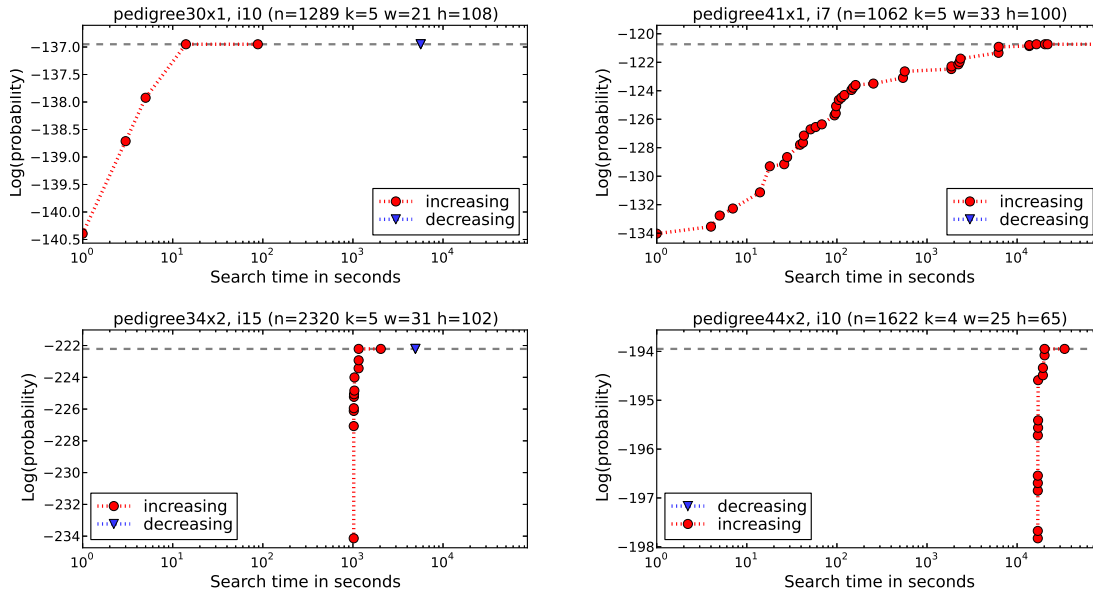 pedigree30x1, i10 (n=1289 k=5 w=21 h=108)
Log(probability)
−137.0
−137.5
−138.0
−138.5
−139.0
−139.5
−140.0
−140.5
10^0 10^1 10^2 10^3 10^4
Search time in seconds
increasing
decreasing
pedigree41x1, i7 (n=1062 k=5 w=33 h=100)
Log(probability)
−120
−122
−124
−126
−128
−130
−132
−134
10^0 10^1 10^2 10^3 10^4
Search time in seconds
increasing
decreasing
pedigree34x2, i15 (n=2320 k=5 w=31 h=102)
Log(probability)
−222
−224
−226
−228
−230
−232
−234
10^0 10^1 10^2 10^3 10^4
Search time in seconds
increasing
decreasing
pedigree44x2, i10 (n=1622 k=4 w=25 h=65)
Log(probability)
−194
−195
−196
−197
−198
10^0 10^1 10^2 10^3 10^4
Search time in seconds
decreasing
increasing